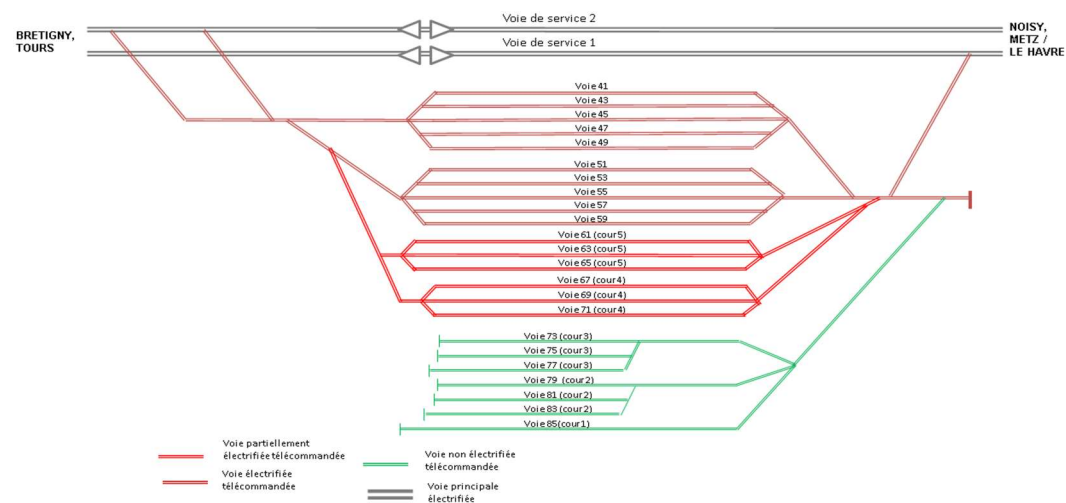 Voie de service 2
BRETIGNY,
TOURS
NOISY,
METZ /
LE HAVRE
Voie de service 1
Voie 41
Voie 43
Voie 45
Voie 47
Voie 49
Voie 51
Voie 53
Voie 55
Voie 57
Voie 59
Voie 61 (cour5)
Voie 63 (cour5)
Voie 65 (cour5)
Voie 67 (cour4)
Voie 69 (cour4)
Voie 71 (cour4)
Voie 73 (cour3)
Voie 75 (cour3)
Voie 77 (cour3)
Voie 79 (cour2)
Voie 81 (cour2)
Voie 83 (cour2)
Voie 85(cour1)
Voie partiellement
électrifiée télécommandée
Voie électrifiée
télécommandée
Voie non électrifiée
télécommandée
Voie principale
électrifiée